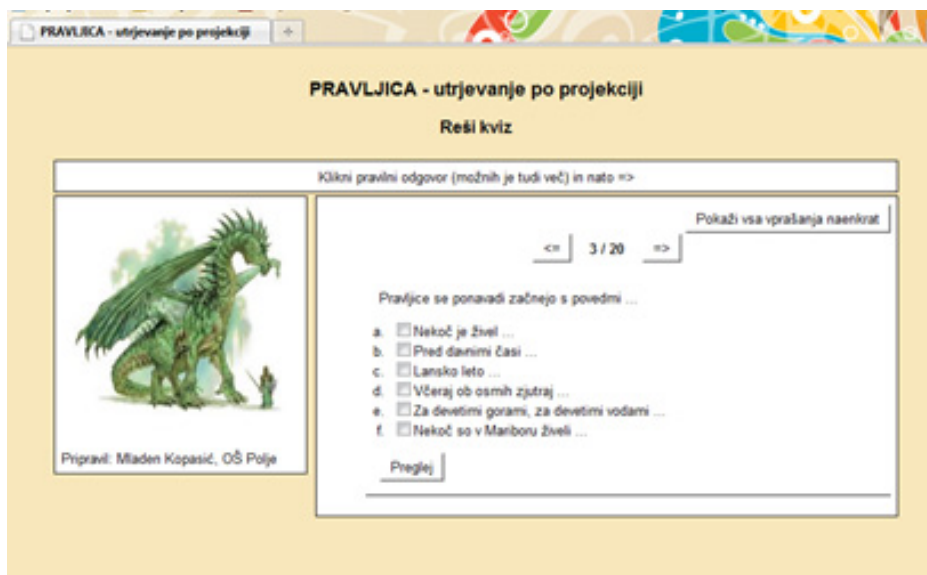 PRAVLJICA - utrjevanje po projekciji
PRAVLJICA - utrjevanje po projekciji
Reši kviz
Klikni pravilni odgovor (možnih je tudi več) in nato =>
Pokaži vsa vprašanja naenkrat
<= 3 / 20 =>
Pravljice se ponavadi začnejo s povedmi ...
a. Nekoč je živel ...
b. Pred davnimi časi ...
c. Lansko leto ...
d. Včeraj ob osmih zjutraj ...
e. Za devetimi gorami, za devetimi vodami ...
f. Nekoč so v Mariboru živeli ...
Preglej
Pripravil: Mladen Kopasić, OŠ Polje